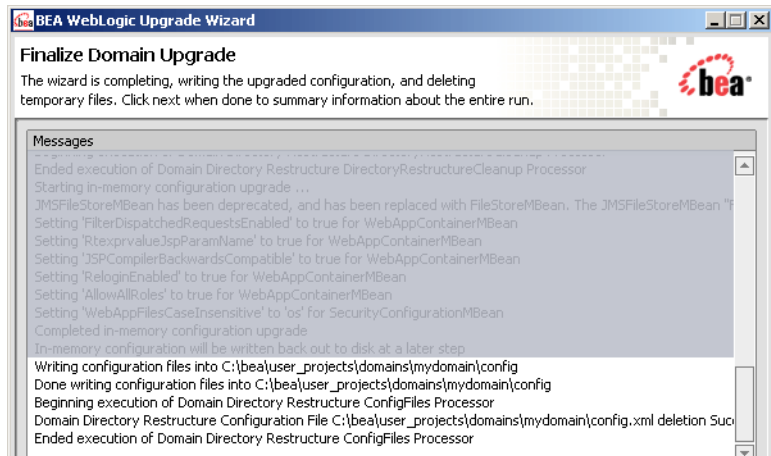 BEA WebLogic Upgrade Wizard
Finalize Domain Upgrade
The wizard is completing, writing the upgraded configuration, and deleting
temporary files. Click next when done to summary information about the entire run.
bea
Messages
Beginning execution of Domain Directory Restructure DirectoryRestructureCleanup Processor
Ended execution of Domain Directory Restructure DirectoryRestructureCleanup Processor
Starting in-memory configuration upgrade ...
JMSFileStoreMBean has been deprecated, and has been replaced with FileStoreMBean. The JMSFileStoreMBean "F
Setting 'FilterDispatchedRequestsEnabled' to true for WebAppContainerMBean
Setting 'RtexprvalueJspParamName' to true for WebAppContainerMBean
Setting 'JSPCompilerBackwardsCompatible' to true for WebAppContainerMBean
Setting 'ReloginEnabled' to true for WebAppContainerMBean
Setting 'AllowAllRoles' to true for WebAppContainerMBean
Setting 'WebAppFilesCaseInsensitive' to 'os' for SecurityConfigurationMBean
Completed in-memory configuration upgrade
In-memory configuration will be written back out to disk at a later step
Writing configuration files into C:\bea\user_projects\domains\mydomain\config
Done writing configuration files into C:\bea\user_projects\domains\mydomain\config
Beginning execution of Domain Directory Restructure ConfigFiles Processor
Domain Directory Restructure Configuration File C:\bea\user_projects\domains\mydomain\config.xml deletion Suc
Ended execution of Domain Directory Restructure ConfigFiles Processor